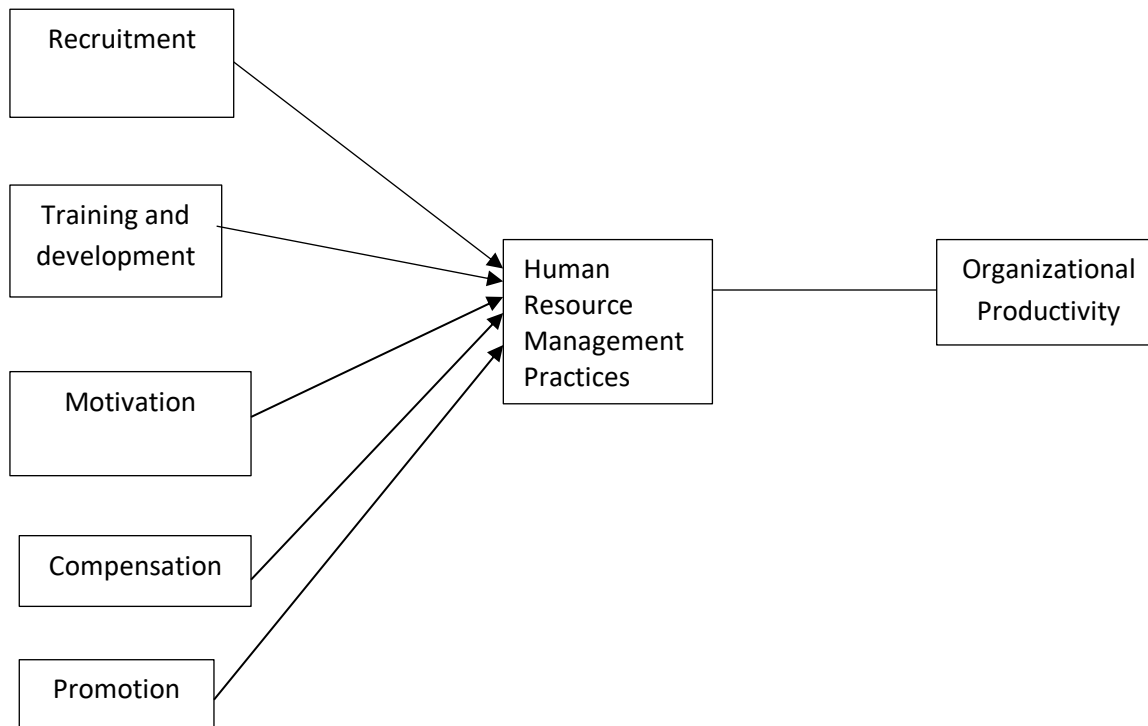 Recruitment
Training and
development
Motivation
Compensation
Promotion
Human
Resource
Management
Practices
Organizational
Productivity